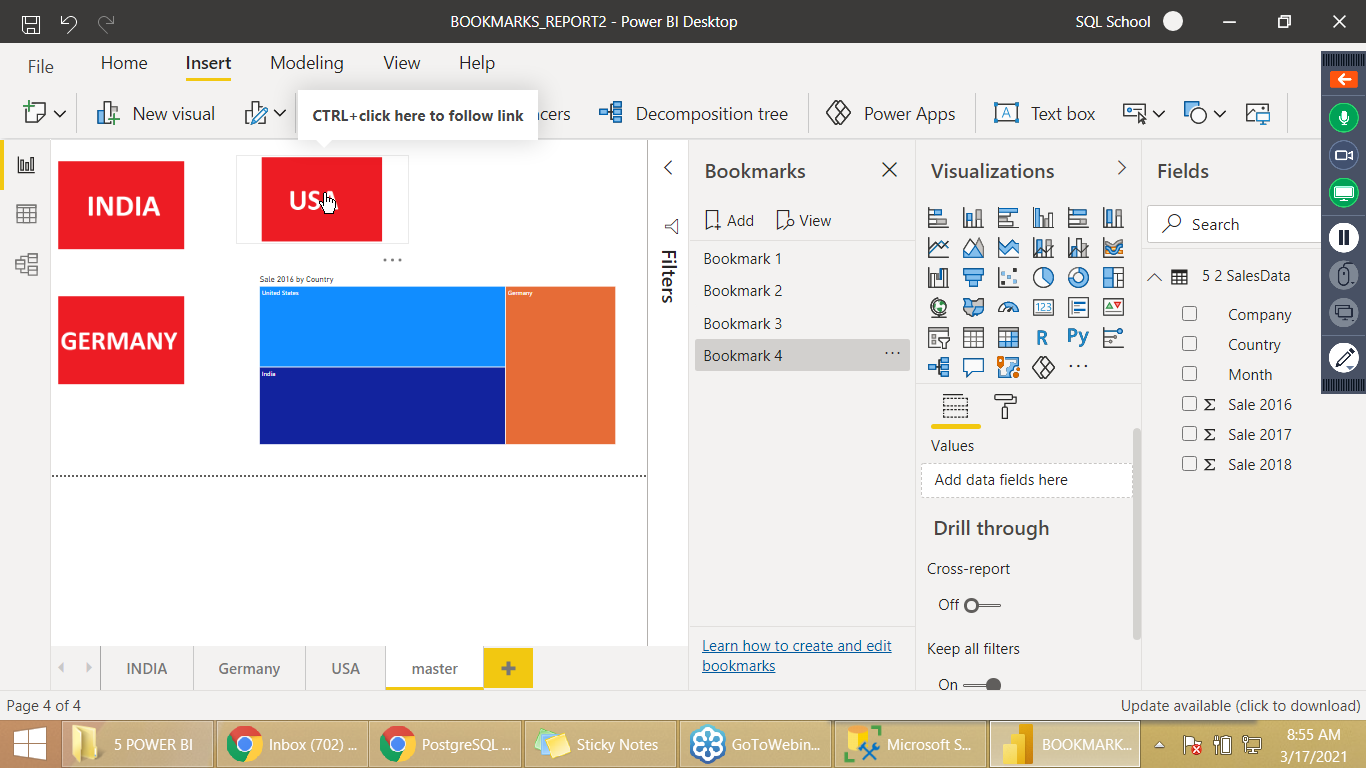 BOOKMARKS_REPORT2 - Power BI Desktop
SQL School
File
Home
Insert
Modeling
View
Help
New visual
CTRL+click here to follow link
cers
Decomposition tree
Power Apps
Text box
INDIA
USA
GERMANY
Sale 2016 by Country
United States
Germany
India
Filters
Bookmarks
Add
View
Bookmark 1
Bookmark 2
Bookmark 3
Bookmark 4
Learn how to create and edit
bookmarks
Visualizations
123
R
Py
Values
Add data fields here
Drill through
Cross-report
Off
Keep all filters
On
Fields
Search
5 2 SalesData
Company
Country
Month
Σ Sale 2016
Σ Sale 2017
Σ Sale 2018
INDIA
Germany
USA
master
+
Page 4 of 4
Update available (click to download)
5 POWER BI
Inbox (702) ...
PostgreSQL ...
Sticky Notes
GoToWebin...
Microsoft S...
BOOKMARK...
8:55 AM
3/17/2021